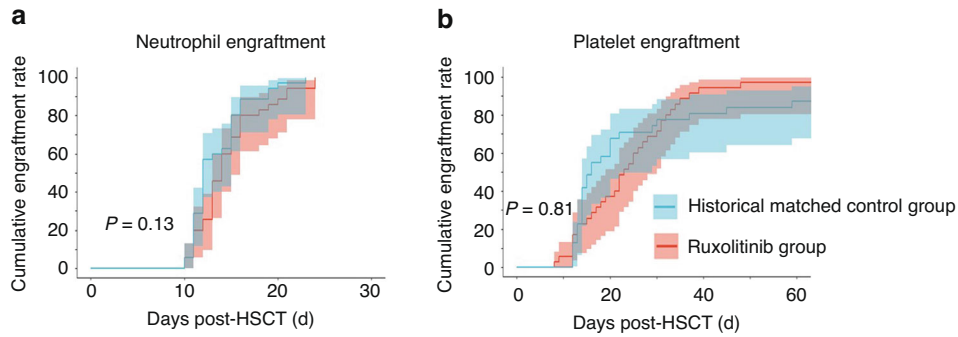 a
Neutrophil engraftment
Cumulative engraftment rate
100
80
60
40
20
0
P = 0.13
0
10
20
30
Days post-HSCT (d)
b
Platelet engraftment
Cumulative engraftment rate
100
80
60
40
20
0
P = 0.81
Historical matched control group
Ruxolitinib group
0
20
40
60
Days post-HSCT (d)